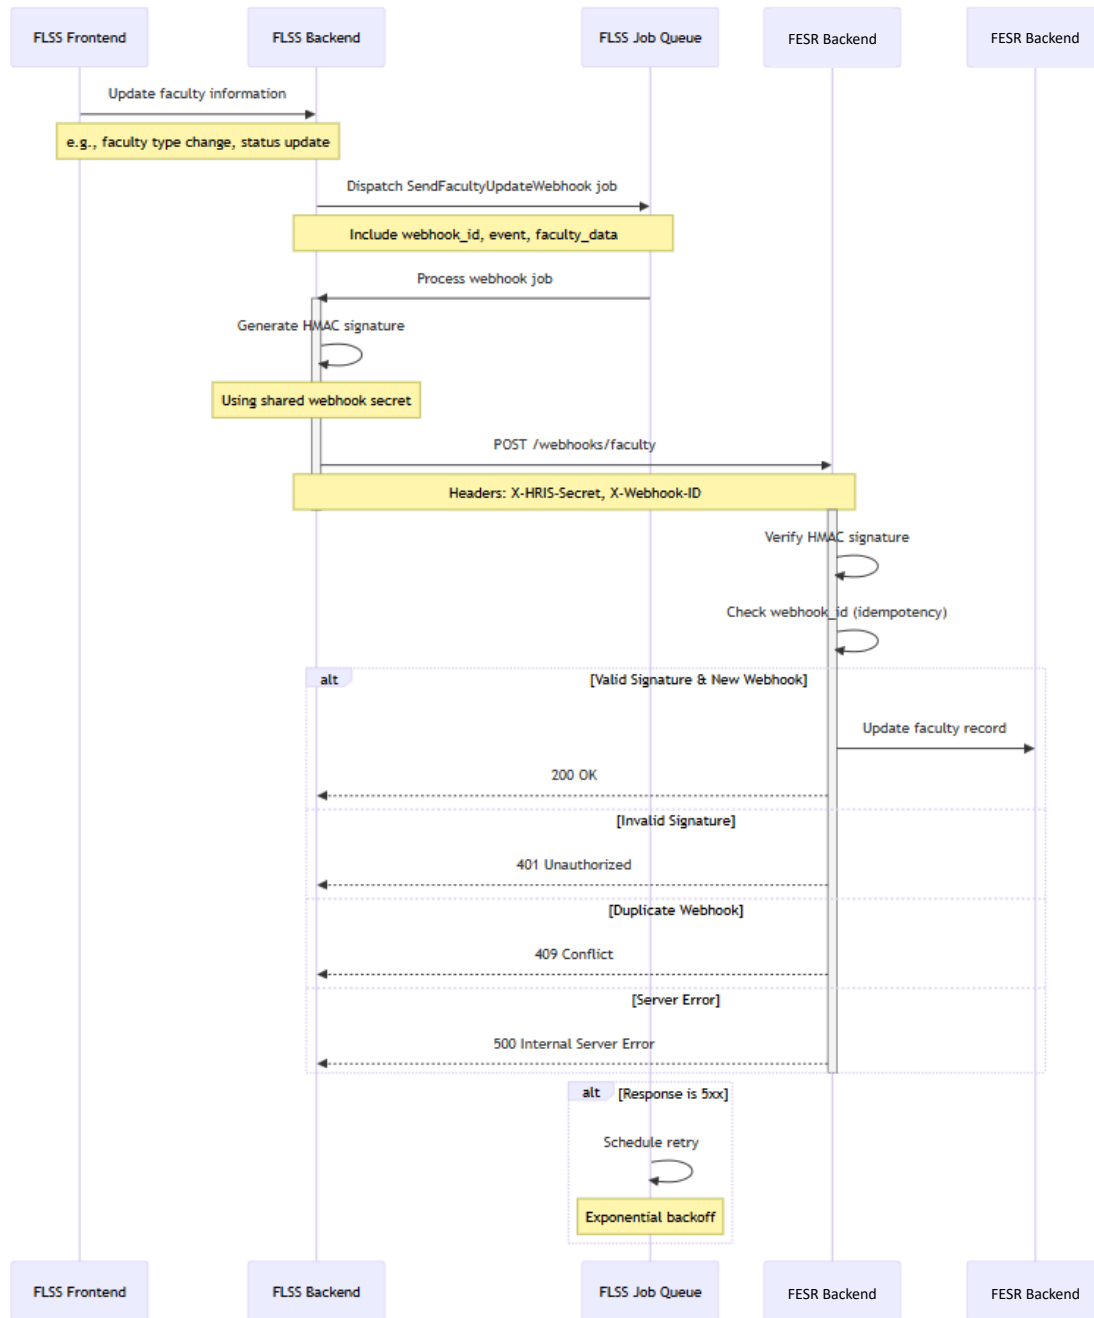 FLSS Frontend
FLSS Backend
FLSS Job Queue
FESR Backend
FESR Backend
Update faculty information
e.g., faculty type change, status update
Dispatch SendFacultyUpdateWebhook job
Include webhook_id, event, faculty_data
Process webhook job
Generate HMAC signature
Using shared webhook secret
POST /webhooks/faculty
Headers: X-HRIS-Secret, X-Webhook-ID
Verify HMAC signature
Check webhook_id (idempotency)
alt
[Valid Signature & New Webhook]
Update faculty record
200 OK
[Invalid Signature]
401 Unauthorized
[Duplicate Webhook]
409 Conflict
[Server Error]
500 Internal Server Error
alt
[Response is 5xx]
Schedule retry
Exponential backoff
FLSS Frontend
FLSS Backend
FLSS Job Queue
FESR Backend
FESR Backend